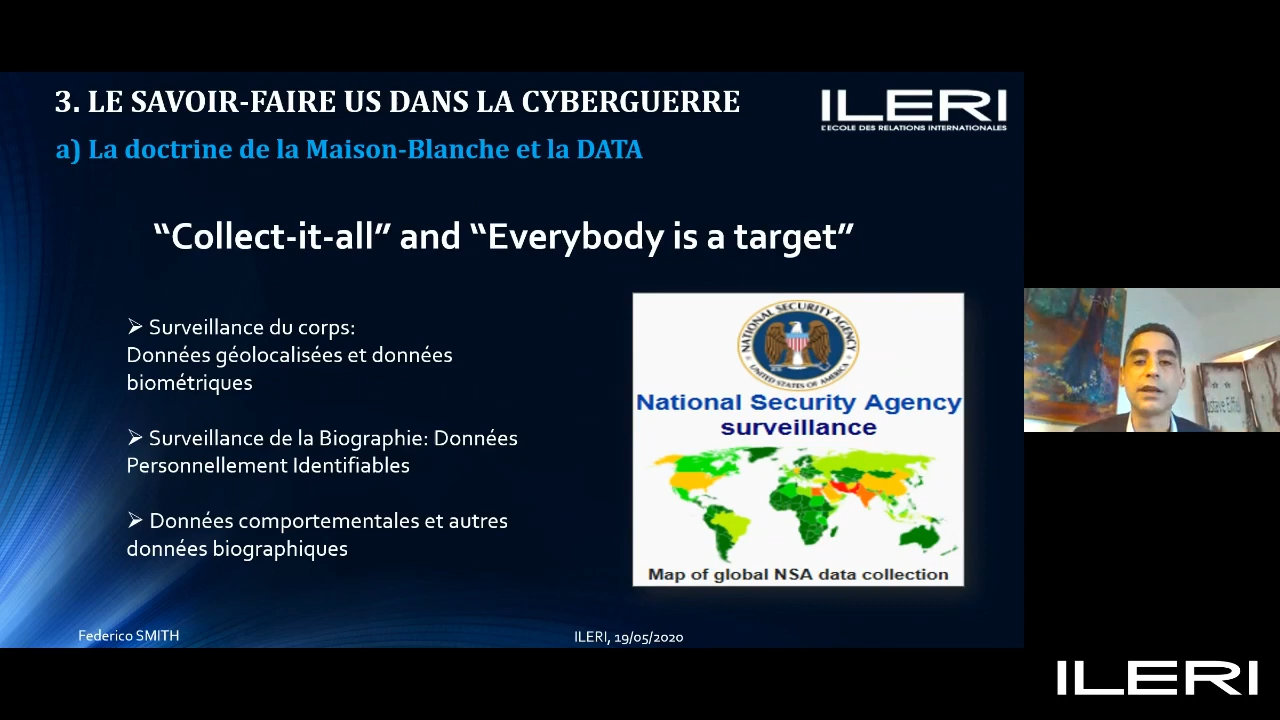 3. LE SAVOIR-FAIRE US DANS LA CYBERGUERRE
ILERI
L'ECOLE DES RELATIONS INTERNATIONALES
a) La doctrine de la Maison-Blanche et la DATA
“Collect-it-all” and “Everybody is a target”
➢ Surveillance du corps:
Données géolocalisées et données
biométriques
➢ Surveillance de la Biographie: Données
Personnellement Identifiables
➢ Données comportementales et autres
données biographiques
NATIONAL SECURITY AGENCY
UNITED STATES OF AMERICA
National Security Agency
surveillance
Map of global NSA data collection
Federico SMITH
ILERI, 19/05/2020
ILERI